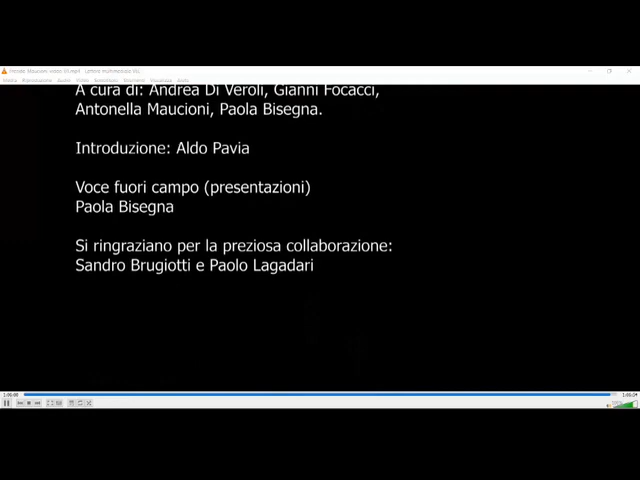 A cura di: Andrea Di Veroli, Gianni Focacci,
Antonella Maucioni, Paola Bisegna.
Introduzione: Aldo Pavia
Voce fuori campo (presentazioni)
Paola Bisegna
Si ringraziano per la preziosa collaborazione:
Sandro Brugiotti e Paolo Lagadari